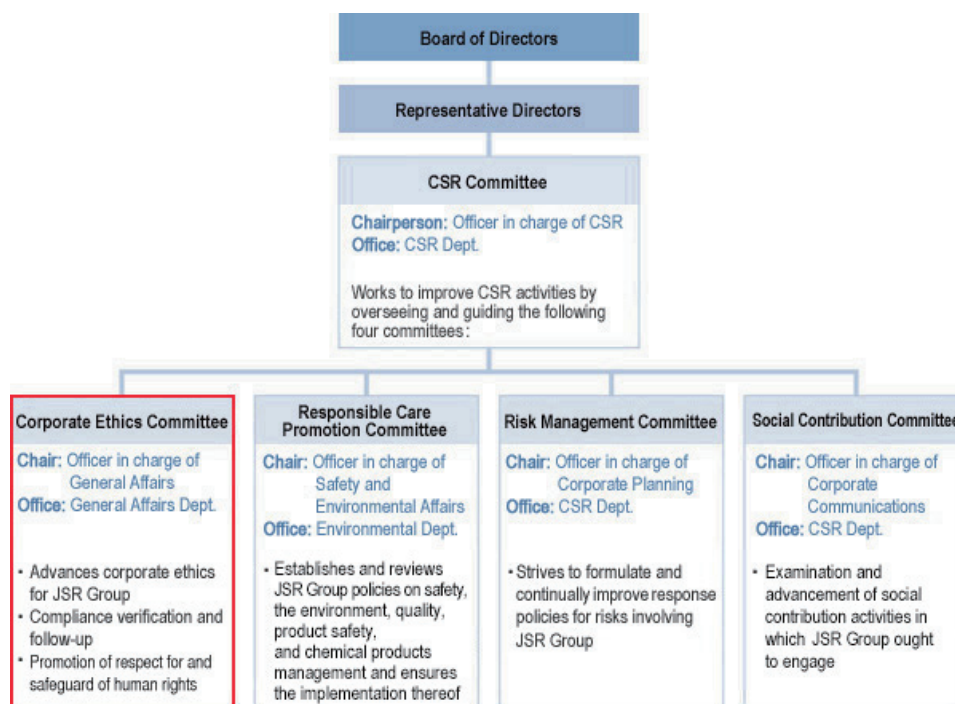 Board of Directors
Representative Directors
CSR Committee
Chairperson: Officer in charge of CSR
Office: CSR Dept.
Works to improve CSR activities by
overseeing and guiding the following
four committees:
Corporate Ethics Committee
Chair: Officer in charge of
General Affairs
Office: General Affairs Dept.
• Advances corporate ethics
for JSR Group
• Compliance verification and
follow-up
• Promotion of respect for and
safeguard of human rights
Responsible Care
Promotion Committee
Chair: Officer in charge of
Safety and
Environmental Affairs
Office: Environmental Dept.
• Establishes and reviews
JSR Group policies on safety,
the environment, quality,
product safety,
and chemical products
management and ensures
the implementation thereof
Risk Management Committee
Chair: Officer in charge of
Corporate Planning
Office: CSR Dept.
• Strives to formulate and
continually improve response
policies for risks involving
JSR Group
Social Contribution Committee
Chair: Officer in charge of
Corporate
Communications
Office: CSR Dept.
• Examination and
advancement of social
contribution activities in
which JSR Group ought
to engage